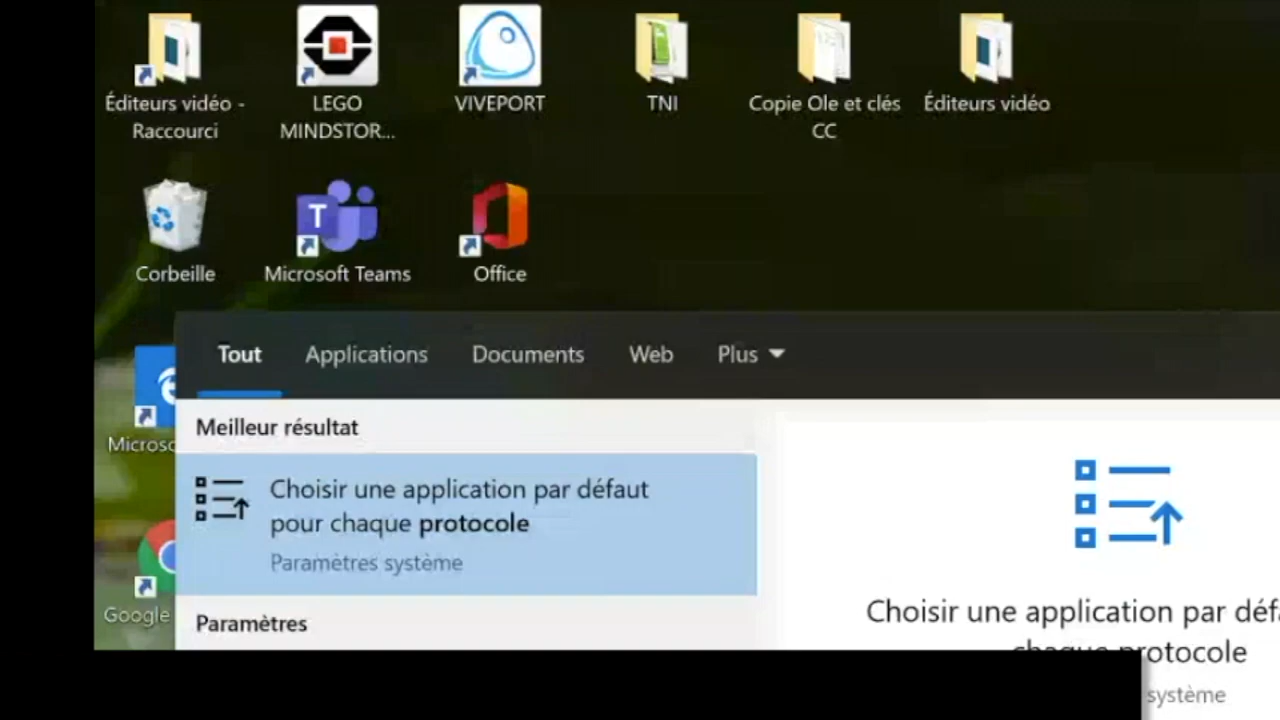 Éditeurs vidéo -
Raccourci
LEGO
MINDSTOR...
VIVEPORT
TNI
Copie Ole et clés
CC
Éditeurs vidéo
Corbeille
T
Microsoft Teams
Office
Tout
Applications
Documents
Web
Plus
Micros
Meilleur résultat
Choisir une application par défaut
pour chaque protocole
Paramètres système
Google
Paramètres
Choisir une application par défa
chaque protocole
système